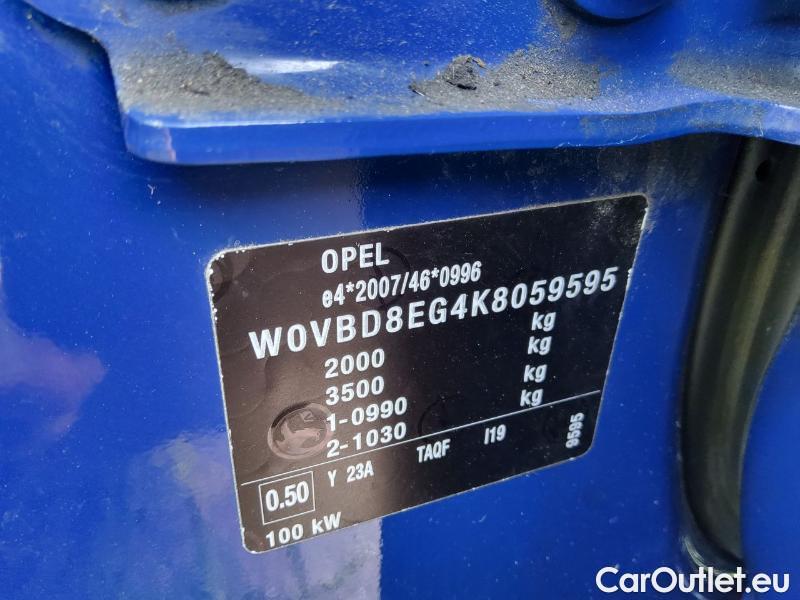 OPEL
e4*2007/46*0996
W0VBD8EG4K8059595
2000 kg
3500 kg
1-0990 kg
2-1030 kg
0.50 Y 23A TAQF I19 9595
100 kW
CarOutlet.eu